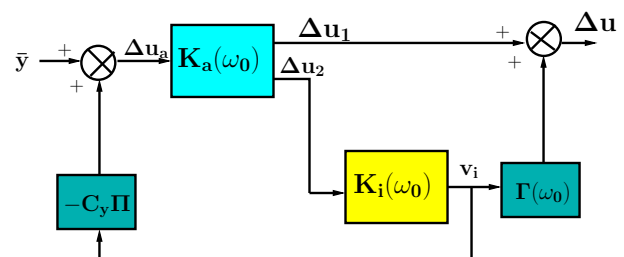 ȳ
+
+
Δu_a
K_a(ω_0)
Δu_1
Δu_2
+
+
Δu
K_i(ω_0)
v_i
Γ(ω_0)
−C_yΠ